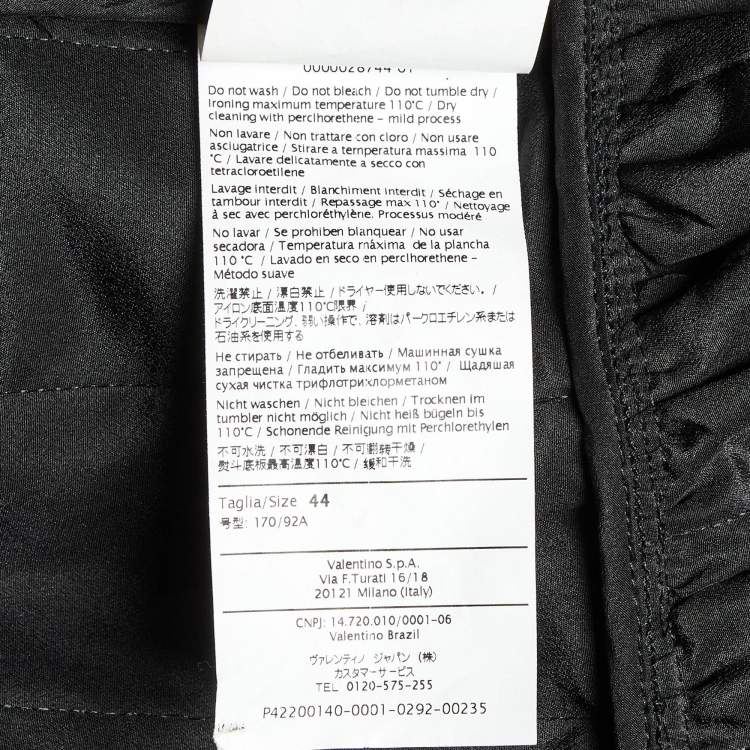 0000028744 01
Do not wash / Do not bleach / Do not tumble dry /
Ironing maximum temperature 110°C / Dry
cleaning with perclhorethene - mild process
Non lavare / Non trattare con cloro / Non usare
asciugatrice / Stirare a temperatura massima 110
°C / Lavare delicatamente a secco con
tetracloroetilene
Lavage interdit / Blanchiment interdit / Séchage en
tambour interdit / Repassage max 110° / Nettoyage
à sec avec perchloréthylène. Processus modéré
No lavar / Se prohiben blanquear / No usar
secadora / Temperatura máxima de la plancha
110 °C / Lavado en seco en perclhorethene -
Método suave
洗濯禁止 / 漂白禁止 / ドライヤー使用しないでください。 /
アイロン底面温度110°C限界 /
ドライクリーニング、弱い操作で、溶剤はパークロエチレン系または
石油系を使用する
Не стирать / Не отбеливать / Машинная сушка
запрещена / Гладить максимум 110° / Щадяшая
сухая чистка трифлотрихлорметаном
Nicht waschen / Nicht bleichen / Trocknen im
tumbler nicht möglich / Nicht heiß bügeln bis
110°C / Schonende Reinigung mit Perchlorethylen
不可水洗 / 不可漂白 / 不可翻转干燥 /
熨斗底板最高温度110°C / 缓和干洗
Taglia/Size 44
号型: 170/92A
Valentino S.p.A.
Via F.Turati 16/18
20121 Milano (Italy)
CNPJ: 14.720.010/0001-06
Valentino Brazil
ヴァレンティノ ジャパン (株)
カスタマーサービス
TEL 0120-575-255
P42200140-0001-0292-00235